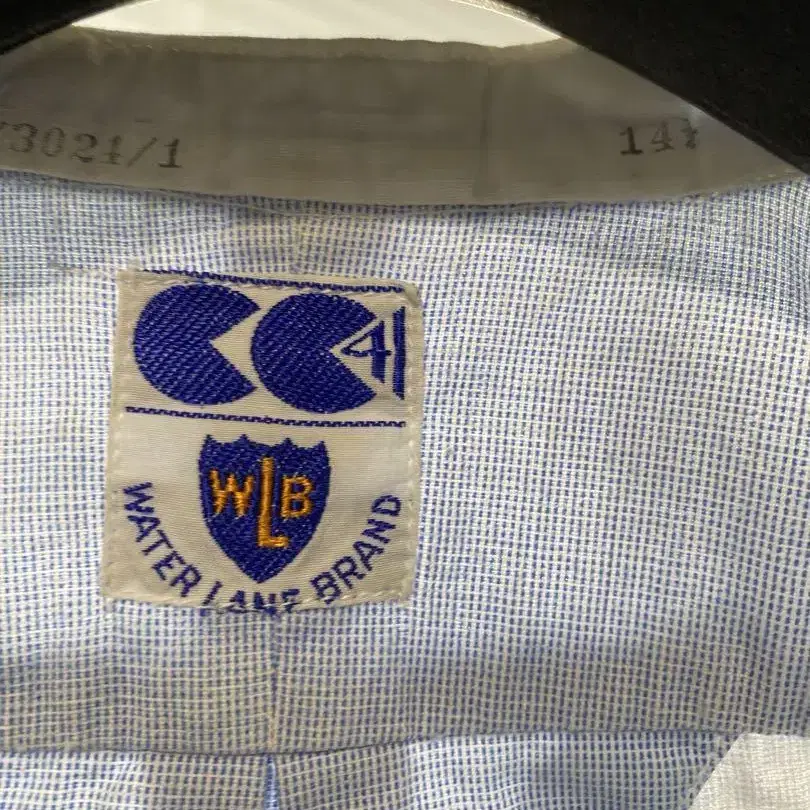 3021/1
14½
CC41
WLB
WATER LANE BRAND